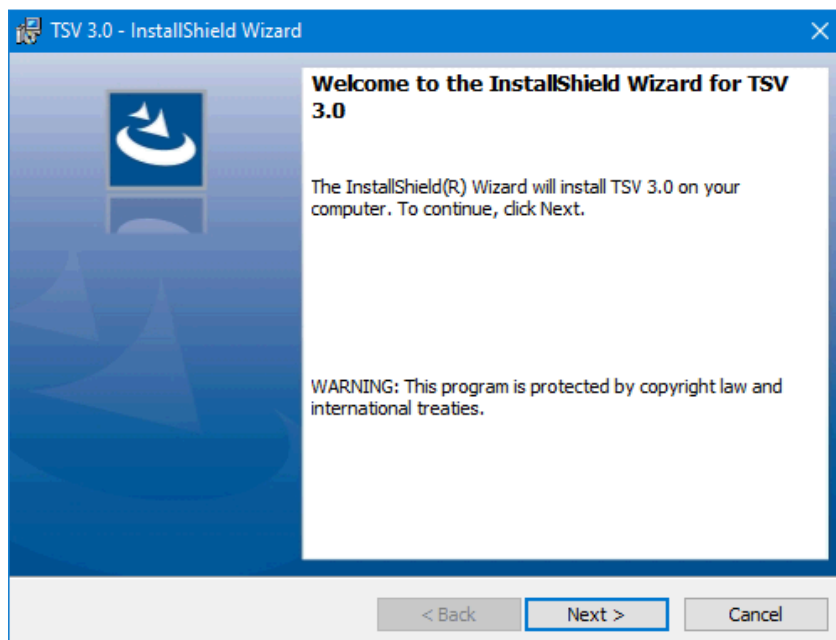 TSV 3.0 - InstallShield Wizard
Welcome to the InstallShield Wizard for TSV
3.0
The InstallShield(R) Wizard will install TSV 3.0 on your
computer. To continue, click Next.
WARNING: This program is protected by copyright law and
international treaties.
< Back
Next >
Cancel